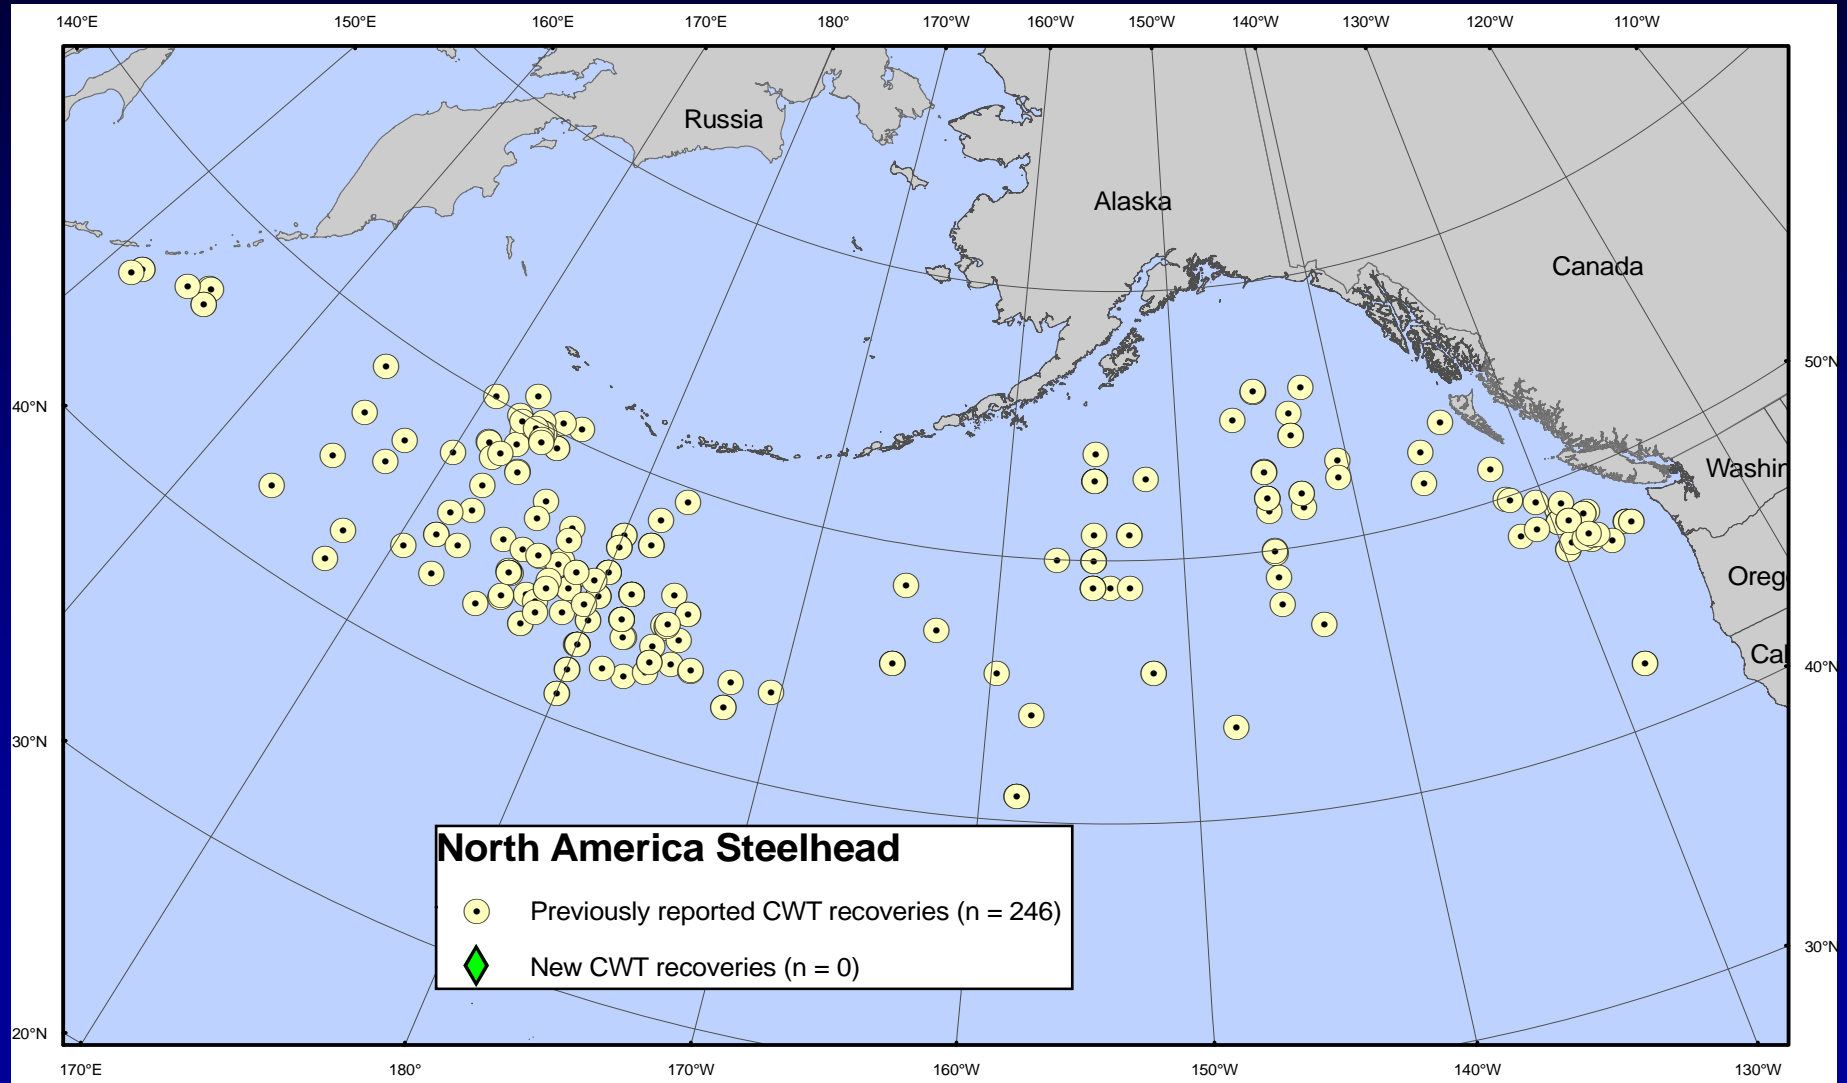 140°E 150°E 160°E 170°E 180° 170°W 160°W 150°W 140°W 130°W 120°W 110°W
Russia
Alaska
Canada
50°N
40°N
Washin
Oreg
Cal
40°N
30°N
North America Steelhead
Previously reported CWT recoveries (n = 246)
30°N
New CWT recoveries (n = 0)
20°N
170°E 180° 170°W 160°W 150°W 140°W 130°W